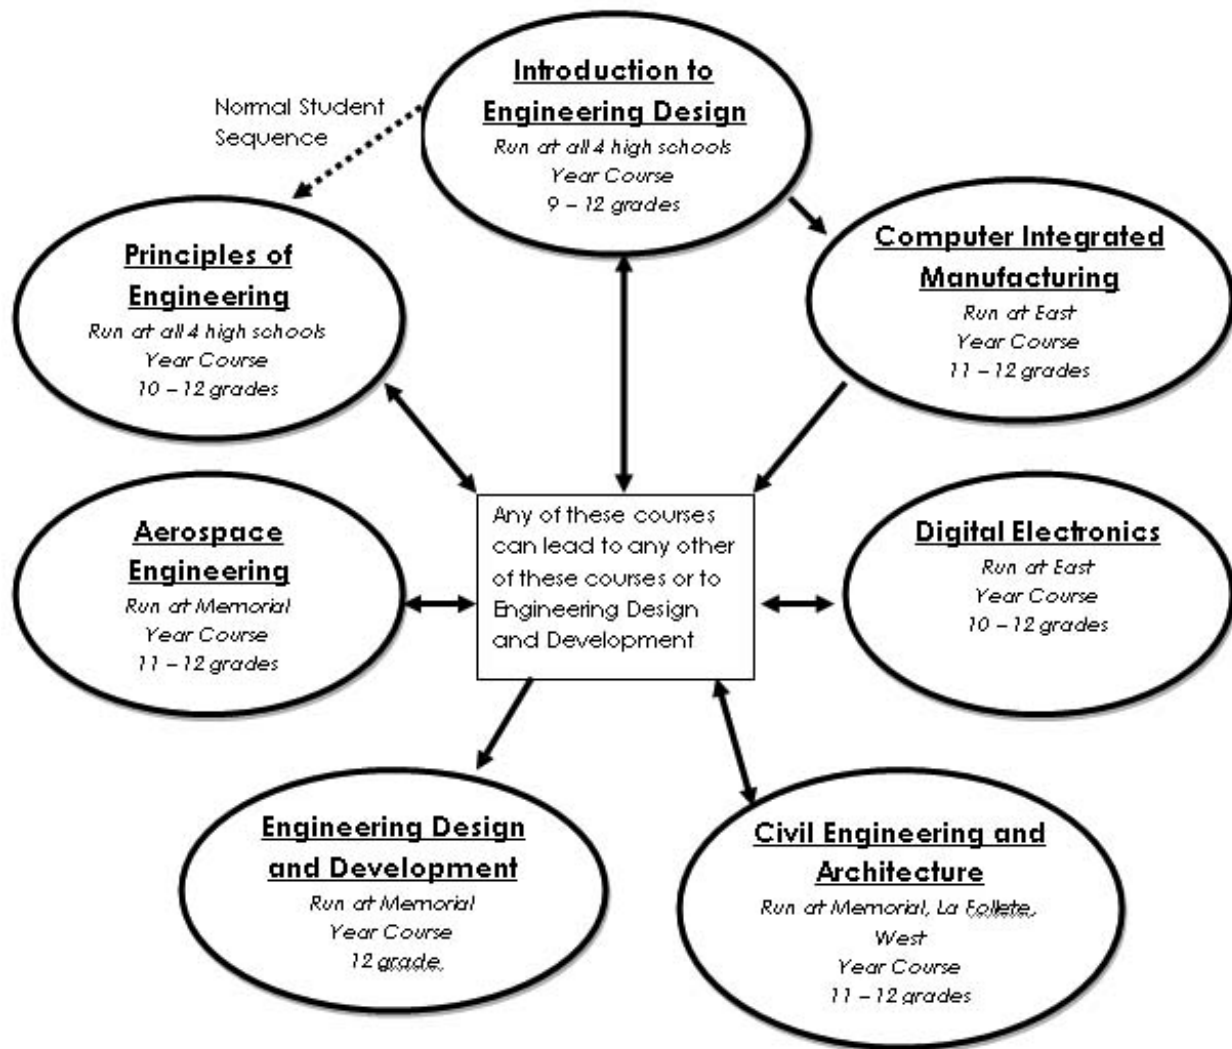 Introduction to
Engineering Design
Run at all 4 high schools
Year Course
9 – 12 grades
Normal Student
Sequence
Principles of
Engineering
Run at all 4 high schools
Year Course
10 – 12 grades
Computer Integrated
Manufacturing
Run at East
Year Course
11 – 12 grades
Any of these courses
can lead to any other
of these courses or to
Engineering Design
and Development
Aerospace
Engineering
Run at Memorial
Year Course
11 – 12 grades
Digital Electronics
Run at East
Year Course
10 – 12 grades
Engineering Design
and Development
Run at Memorial
Year Course
12 grade
Civil Engineering and
Architecture
Run at Memorial, La Follete,
West
Year Course
11 – 12 grades